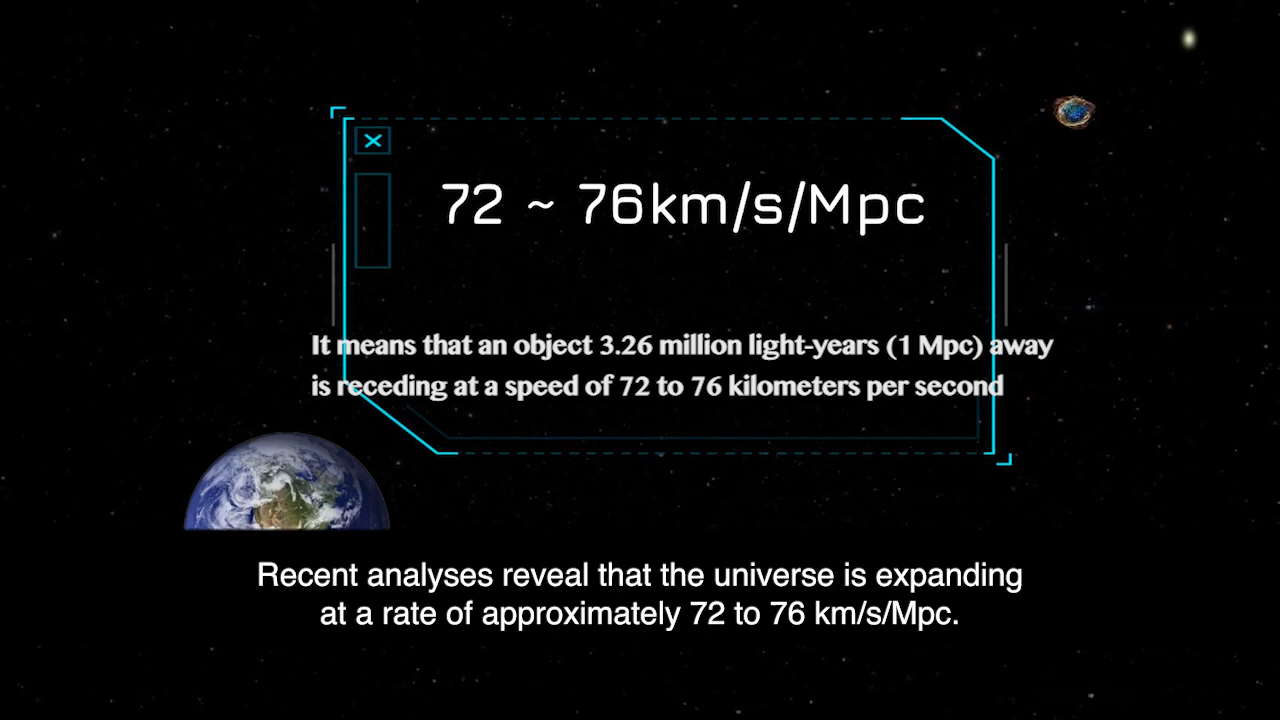 72 ~ 76km/s/Mpc
It means that an object 3.26 million light-years (1 Mpc) away
is receding at a speed of 72 to 76 kilometers per second
Recent analyses reveal that the universe is expanding
at a rate of approximately 72 to 76 km/s/Mpc.